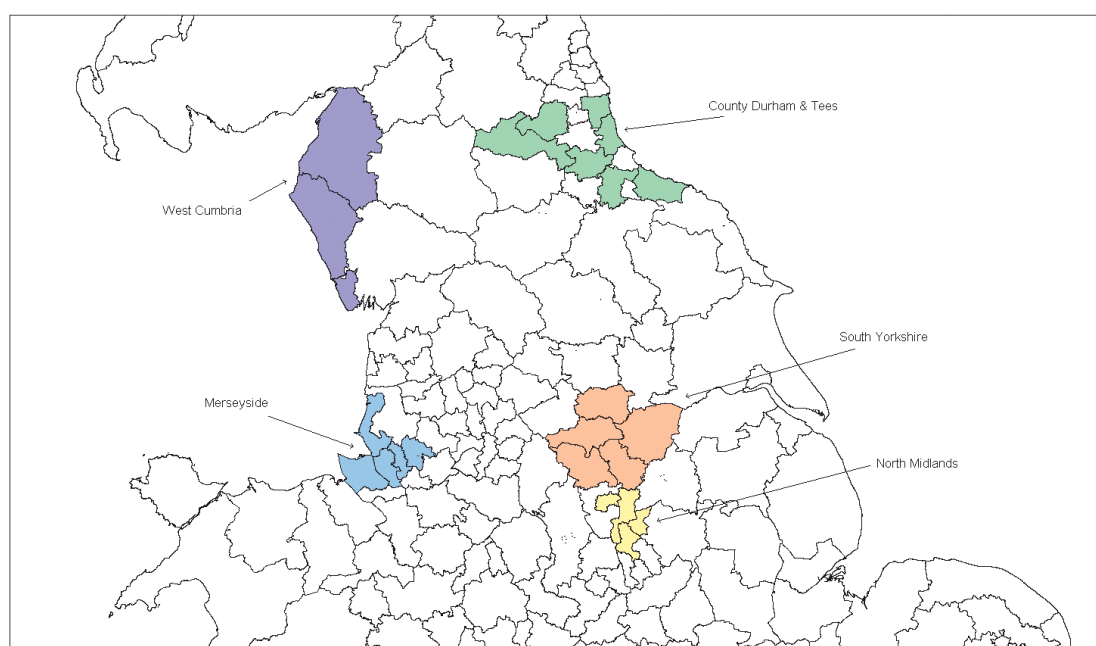 County Durham & Tees
West Cumbria
South Yorkshire
Merseyside
North Midlands